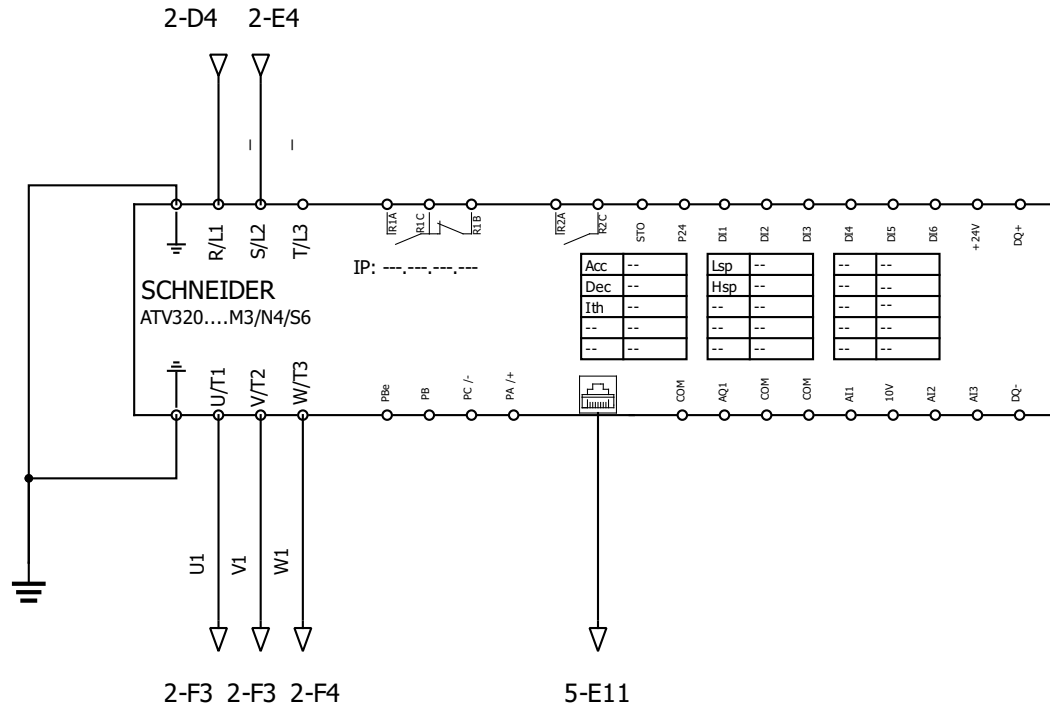 2-D4 2-E4
R/L1 S/L2 T/L3
R1A R1C R1B R2A R2C STO P24 DI1 DI2 DI3 DI4 DI5 DI6 +24V DQ+
IP: ---.---.---.---
Acc -- Lsp -- -- --
Dec -- Hsp -- -- --
Ith -- -- -- -- --
-- -- -- -- -- --
-- -- -- -- -- --
SCHNEIDER
ATV320....M3/N4/S6
U/T1 V/T2 W/T3
PBe PB PC /- PA /+ COM AQ1 COM COM AI1 10V AI2 AI3 DQ-
U1 V1 W1
2-F3 2-F3 2-F4 5-E11